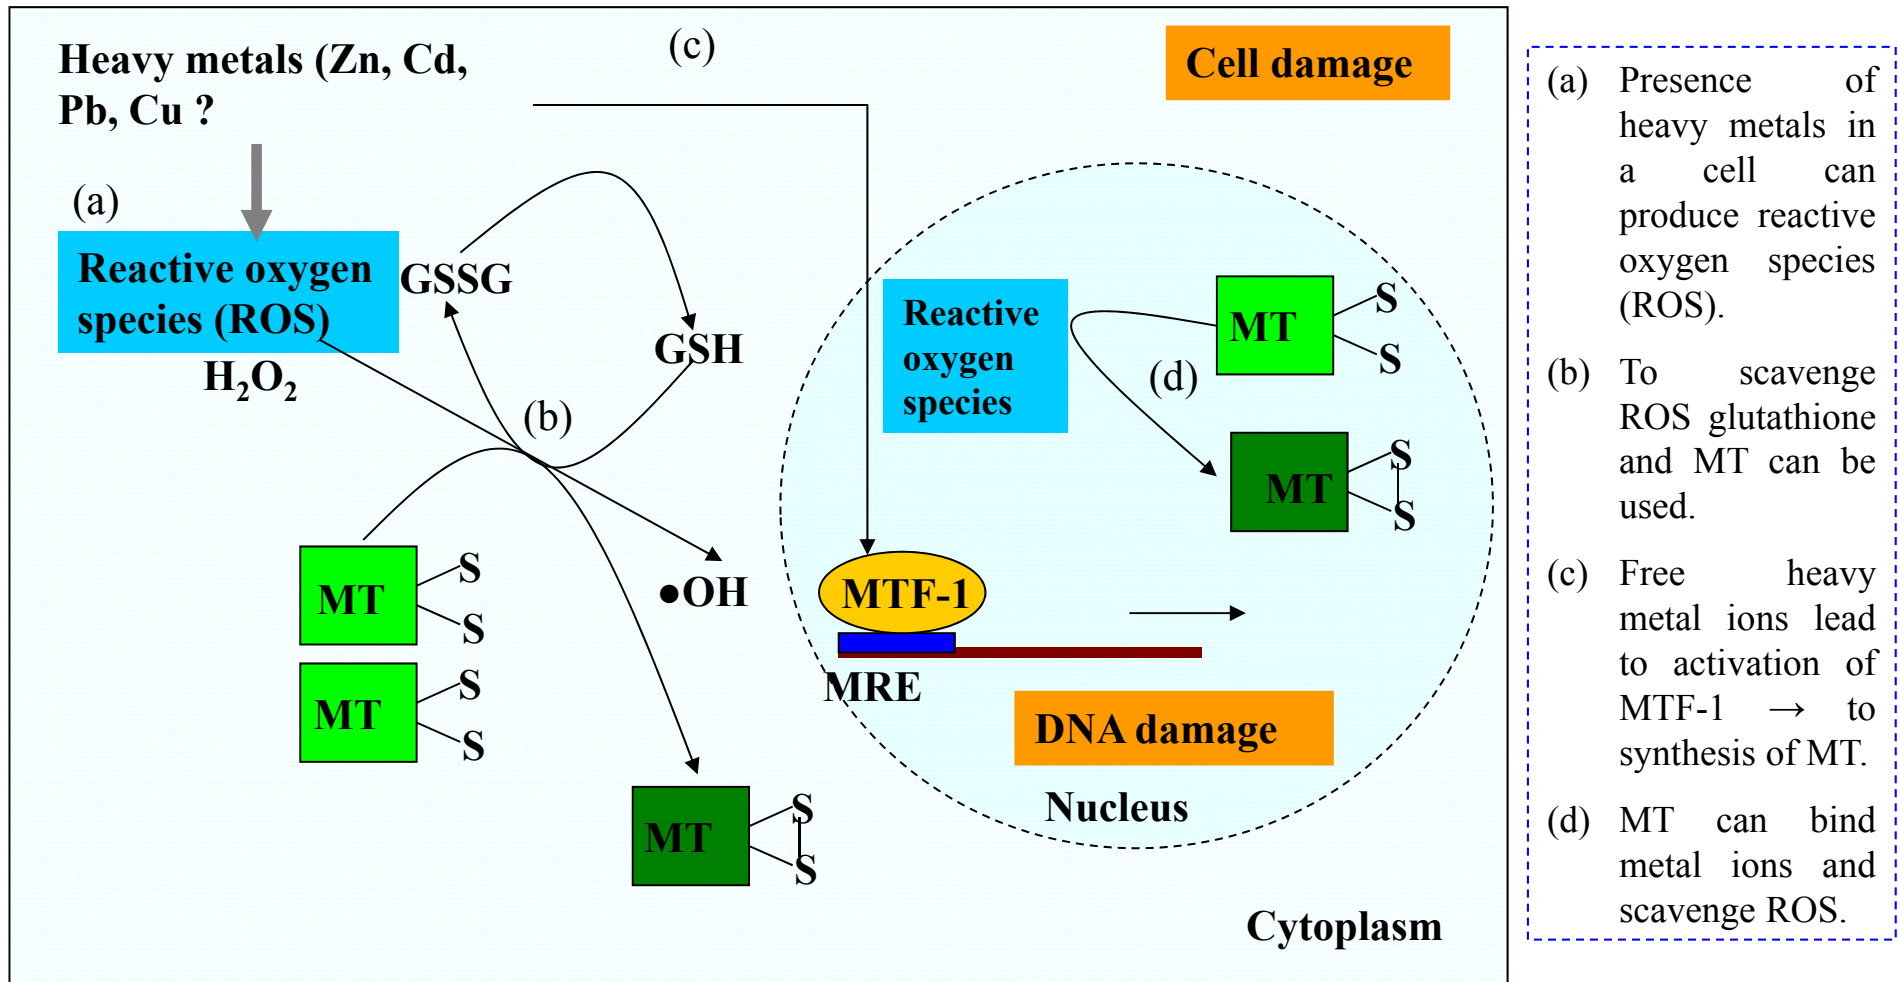 Heavy metals (Zn, Cd,
Pb, Cu ?
(c)
Cell damage
(a)
Reactive oxygen
species (ROS)
H₂O₂
GSSG
GSH
(b)
MT
S
S
MT
S
S
●OH
MT
S
S
Reactive
oxygen
species
(d)
MT
S
S
MT
S
S
MTF-1
MRE
DNA damage
Nucleus
Cytoplasm
(a) Presence of
heavy metals in
a cell can
produce reactive
oxygen species
(ROS).
(b) To scavenge
ROS glutathione
and MT can be
used.
(c) Free heavy
metal ions lead
to activation of
MTF-1 → to
synthesis of MT.
(d) MT can bind
metal ions and
scavenge ROS.